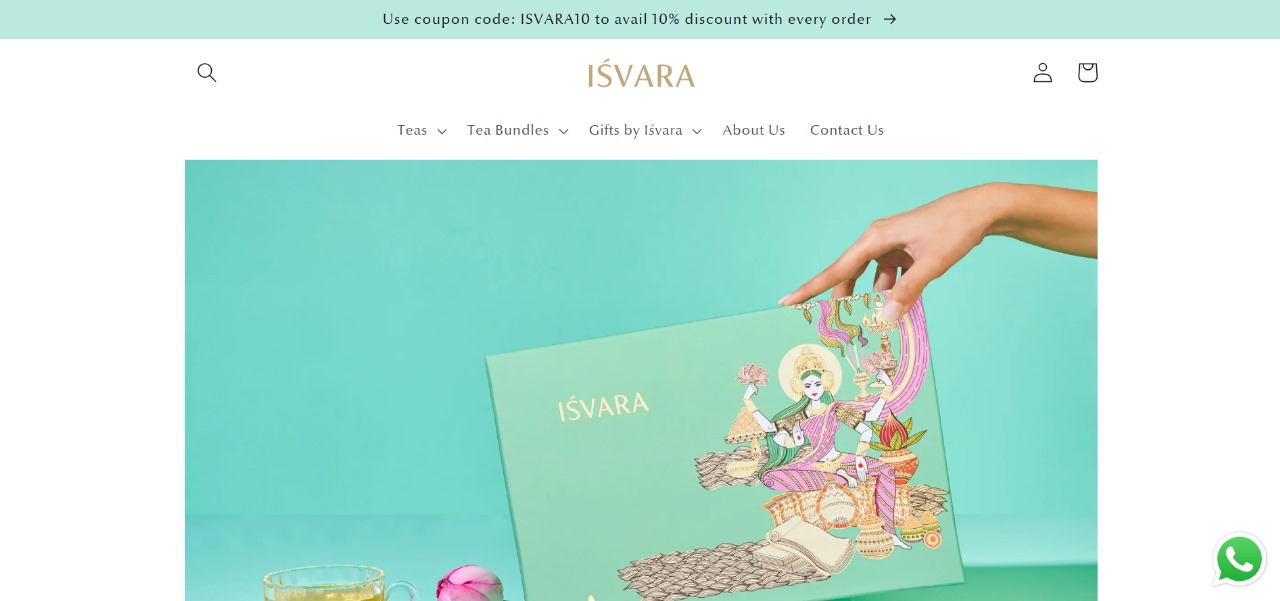 Use coupon code: ISVARA10 to avail 10% discount with every order
IŚVARA
Teas Tea Bundles Gifts by Iśvara About Us Contact Us
IŚVARA